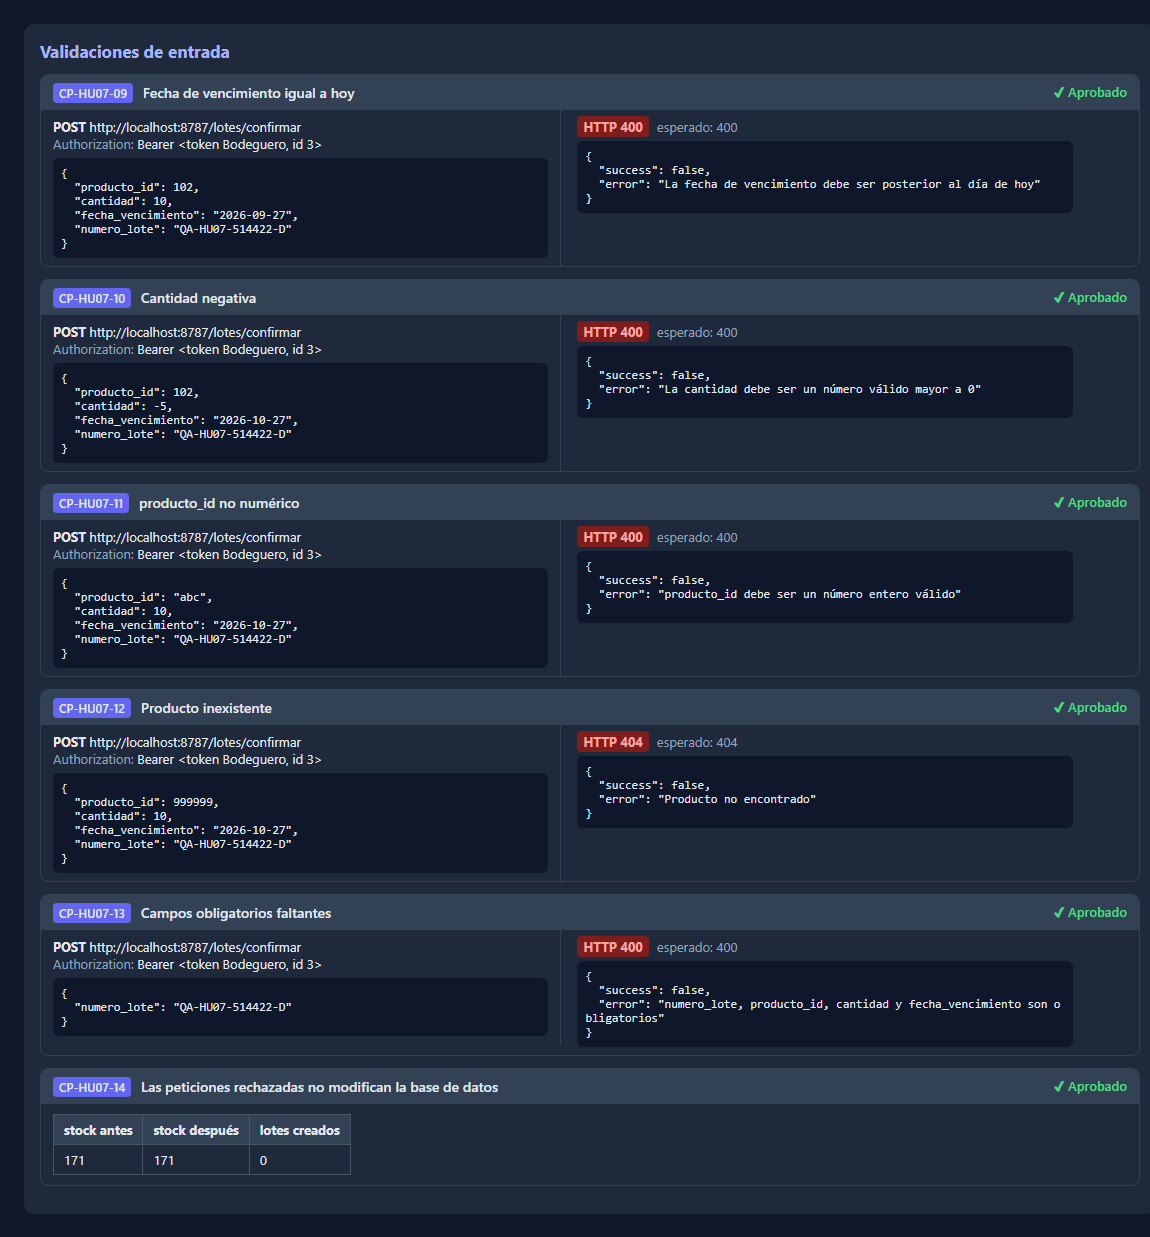 Validaciones de entrada
CP-HU07-09 Fecha de vencimiento igual a hoy ✓ Aprobado
POST http://localhost:8787/lotes/confirmar
Authorization: Bearer <token Bodeguero, id 3>
{
  "producto_id": 102,
  "cantidad": 10,
  "fecha_vencimiento": "2026-09-27",
  "numero_lote": "QA-HU07-514422-D"
}
HTTP 400 esperado: 400
{
  "success": false,
  "error": "La fecha de vencimiento debe ser posterior al día de hoy"
}
CP-HU07-10 Cantidad negativa ✓ Aprobado
POST http://localhost:8787/lotes/confirmar
Authorization: Bearer <token Bodeguero, id 3>
{
  "producto_id": 102,
  "cantidad": -5,
  "fecha_vencimiento": "2026-10-27",
  "numero_lote": "QA-HU07-514422-D"
}
HTTP 400 esperado: 400
{
  "success": false,
  "error": "La cantidad debe ser un número válido mayor a 0"
}
CP-HU07-11 producto_id no numérico ✓ Aprobado
POST http://localhost:8787/lotes/confirmar
Authorization: Bearer <token Bodeguero, id 3>
{
  "producto_id": "abc",
  "cantidad": 10,
  "fecha_vencimiento": "2026-10-27",
  "numero_lote": "QA-HU07-514422-D"
}
HTTP 400 esperado: 400
{
  "success": false,
  "error": "producto_id debe ser un número entero válido"
}
CP-HU07-12 Producto inexistente ✓ Aprobado
POST http://localhost:8787/lotes/confirmar
Authorization: Bearer <token Bodeguero, id 3>
{
  "producto_id": 999999,
  "cantidad": 10,
  "fecha_vencimiento": "2026-10-27",
  "numero_lote": "QA-HU07-514422-D"
}
HTTP 404 esperado: 404
{
  "success": false,
  "error": "Producto no encontrado"
}
CP-HU07-13 Campos obligatorios faltantes ✓ Aprobado
POST http://localhost:8787/lotes/confirmar
Authorization: Bearer <token Bodeguero, id 3>
{
  "numero_lote": "QA-HU07-514422-D"
}
HTTP 400 esperado: 400
{
  "success": false,
  "error": "numero_lote, producto_id, cantidad y fecha_vencimiento son o
bligatorios"
}
CP-HU07-14 Las peticiones rechazadas no modifican la base de datos ✓ Aprobado
stock antes stock después lotes creados
171 171 0